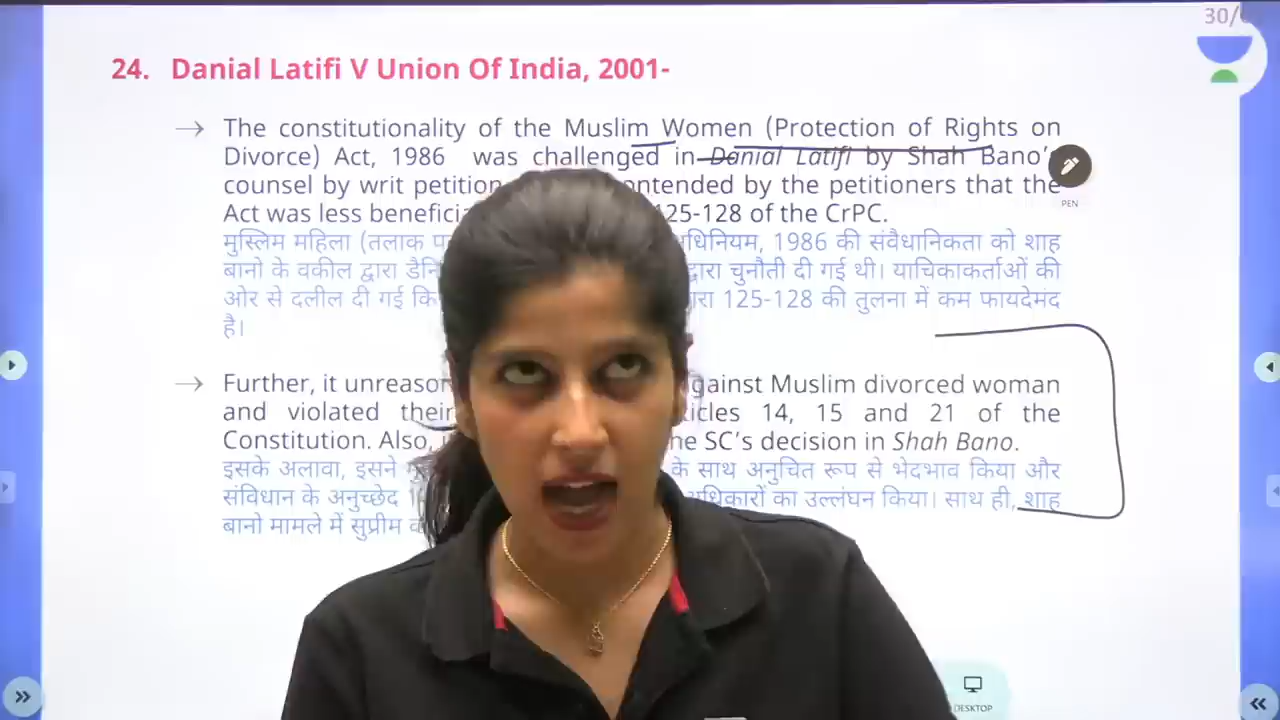 30/
24. Danial Latifi V Union Of India, 2001-
→ The constitutionality of the Muslim Women (Protection of Rights on
Divorce) Act, 1986 was challenged in Danial Latifi by Shah Bano's
counsel by writ petition ontended by the petitioners that the
Act was less beneficia 125-128 of the CrPC.
मुस्लिम महिला (तलाक प धिनियम, 1986 की संवैधानिकता को शाह
बानो के वकील द्वारा डैनि द्वारा चुनौती दी गई थी। याचिकाकर्ताओं की
ओर से दलील दी गई कि रा 125-128 की तुलना में कम फायदेमंद
है।
→ Further, it unreason gainst Muslim divorced woman
and violated their icles 14, 15 and 21 of the
Constitution. Also, he SC's decision in Shah Bano.
इसके अलावा, इसने के साथ अनुचित रूप से भेदभाव किया और
संविधान के अनुच्छेद 1 अधिकारों का उल्लंघन किया। साथ ही, शाह
बानो मामले में सुप्रीम
PEN
DESKTOP